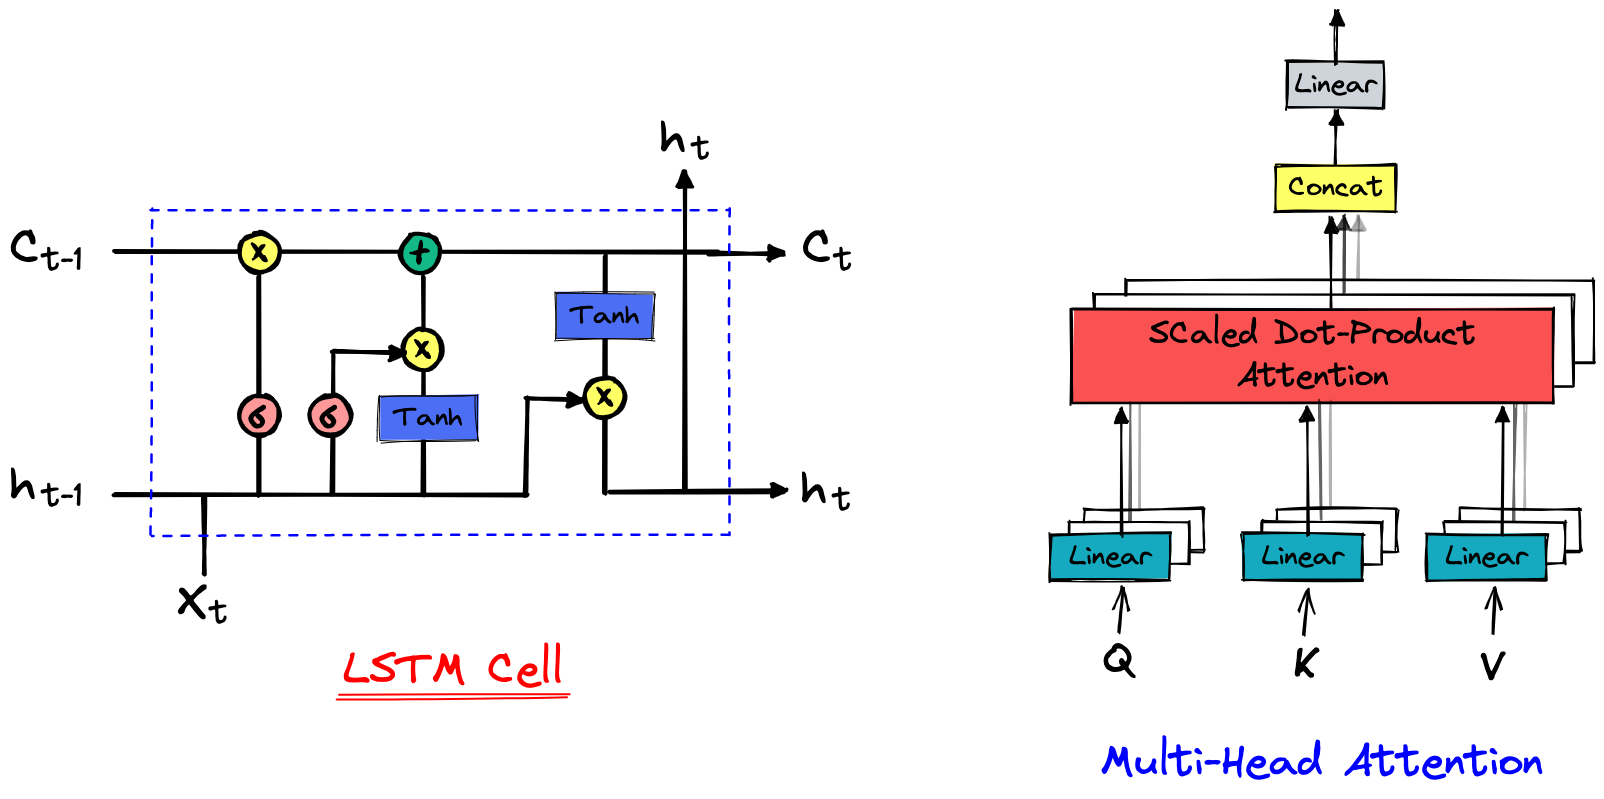 h_t
C_{t-1}
x
+
C_t
Tanh
x
x
σ
σ
Tanh
h_{t-1}
h_t
x_t
LSTM Cell
Linear
Concat
SCaled Dot-Product
Attention
Linear
Linear
Linear
Q
K
V
Multi-Head Attention